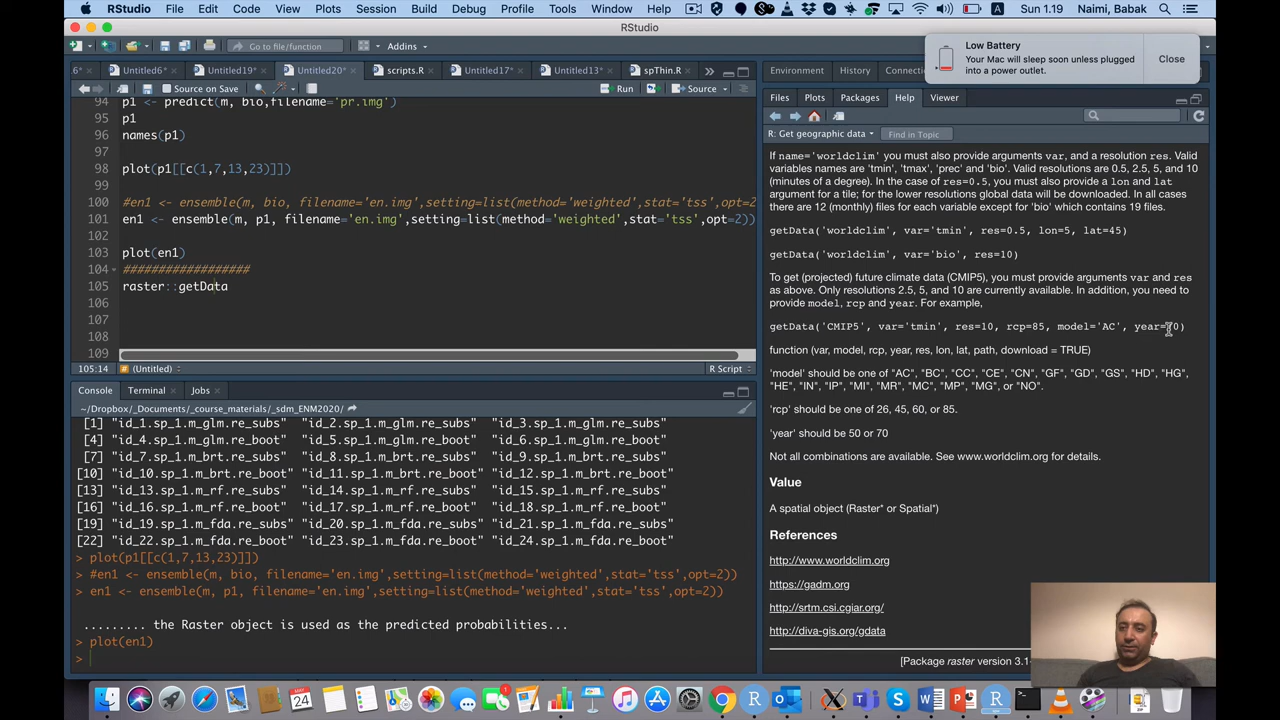 RStudio File Edit Code View Plots Session Build Debug Profile Tools Window Help Sun 1.19 Naimi, Babak
RStudio
Go to file/function Addins
Low Battery
Your Mac will sleep soon unless plugged
into a power outlet.
Close
6* Untitled6* Untitled19* Untitled20* scripts.R Untitled17* Untitled13* spThin.R
Source on Save Run Source
94 p1 <- predict(m, bio,filename='pr.img')
95 p1
96 names(p1)
97
98 plot(p1[[c(1,7,13,23)]])
99
100 #en1 <- ensemble(m, bio, filename='en.img',setting=list(method='weighted',stat='tss',opt=2
101 en1 <- ensemble(m, p1, filename='en.img',setting=list(method='weighted',stat='tss',opt=2))
102
103 plot(en1)
104 ##################
105 raster::getData
106
107
108
109
105:14 (Untitled) R Script
Console Terminal Jobs
~/Dropbox/_Documents/_course_materials/_sdm_ENM2020/
[1] "id_1.sp_1.m_glm.re_subs" "id_2.sp_1.m_glm.re_subs" "id_3.sp_1.m_glm.re_subs"
[4] "id_4.sp_1.m_glm.re_boot" "id_5.sp_1.m_glm.re_boot" "id_6.sp_1.m_glm.re_boot"
[7] "id_7.sp_1.m_brt.re_subs" "id_8.sp_1.m_brt.re_subs" "id_9.sp_1.m_brt.re_subs"
[10] "id_10.sp_1.m_brt.re_boot" "id_11.sp_1.m_brt.re_boot" "id_12.sp_1.m_brt.re_boot"
[13] "id_13.sp_1.m_rf.re_subs" "id_14.sp_1.m_rf.re_subs" "id_15.sp_1.m_rf.re_subs"
[16] "id_16.sp_1.m_rf.re_boot" "id_17.sp_1.m_rf.re_boot" "id_18.sp_1.m_rf.re_boot"
[19] "id_19.sp_1.m_fda.re_subs" "id_20.sp_1.m_fda.re_subs" "id_21.sp_1.m_fda.re_subs"
[22] "id_22.sp_1.m_fda.re_boot" "id_23.sp_1.m_fda.re_boot" "id_24.sp_1.m_fda.re_boot"
> plot(p1[[c(1,7,13,23)]])
> #en1 <- ensemble(m, bio, filename='en.img',setting=list(method='weighted',stat='tss',opt=2))
> en1 <- ensemble(m, p1, filename='en.img',setting=list(method='weighted',stat='tss',opt=2))
......... the Raster object is used as the predicted probabilities...
> plot(en1)
>
Environment History Connecti
Files Plots Packages Help Viewer
R: Get geographic data Find in Topic
If name='worldclim' you must also provide arguments var, and a resolution res. Valid
variables names are 'tmin', 'tmax', 'prec' and 'bio'. Valid resolutions are 0.5, 2.5, 5, and 10
(minutes of a degree). In the case of res=0.5, you must also provide a lon and lat
argument for a tile; for the lower resolutions global data will be downloaded. In all cases
there are 12 (monthly) files for each variable except for 'bio' which contains 19 files.
getData('worldclim', var='tmin', res=0.5, lon=5, lat=45)
getData('worldclim', var='bio', res=10)
To get (projected) future climate data (CMIP5), you must provide arguments var and res
as above. Only resolutions 2.5, 5, and 10 are currently available. In addition, you need to
provide model, rcp and year. For example,
getData('CMIP5', var='tmin', res=10, rcp=85, model='AC', year=70)
function (var, model, rcp, year, res, lon, lat, path, download = TRUE)
'model' should be one of "AC", "BC", "CC", "CE", "CN", "GF", "GD", "GS", "HD", "HG",
"HE", "IN", "IP", "MI", "MR", "MC", "MP", "MG", or "NO".
'rcp' should be one of 26, 45, 60, or 85.
'year' should be 50 or 70
Not all combinations are available. See www.worldclim.org for details.
Value
A spatial object (Raster* or Spatial*)
References
http://www.worldclim.org
https://gadm.org
http://srtm.csi.cgiar.org/
http://diva-gis.org/gdata
[Package raster version 3.1-